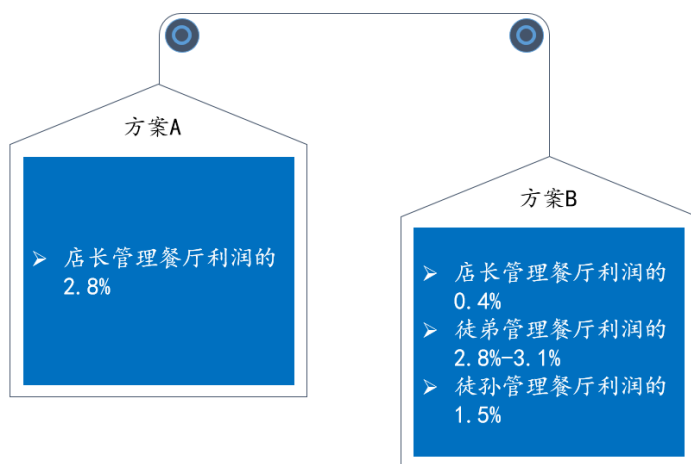 方案A
➢ 店长管理餐厅利润的
2.8%
方案B
➢ 店长管理餐厅利润的
0.4%
➢ 徒弟管理餐厅利润的
2.8%-3.1%
➢ 徒孙管理餐厅利润的
1.5%